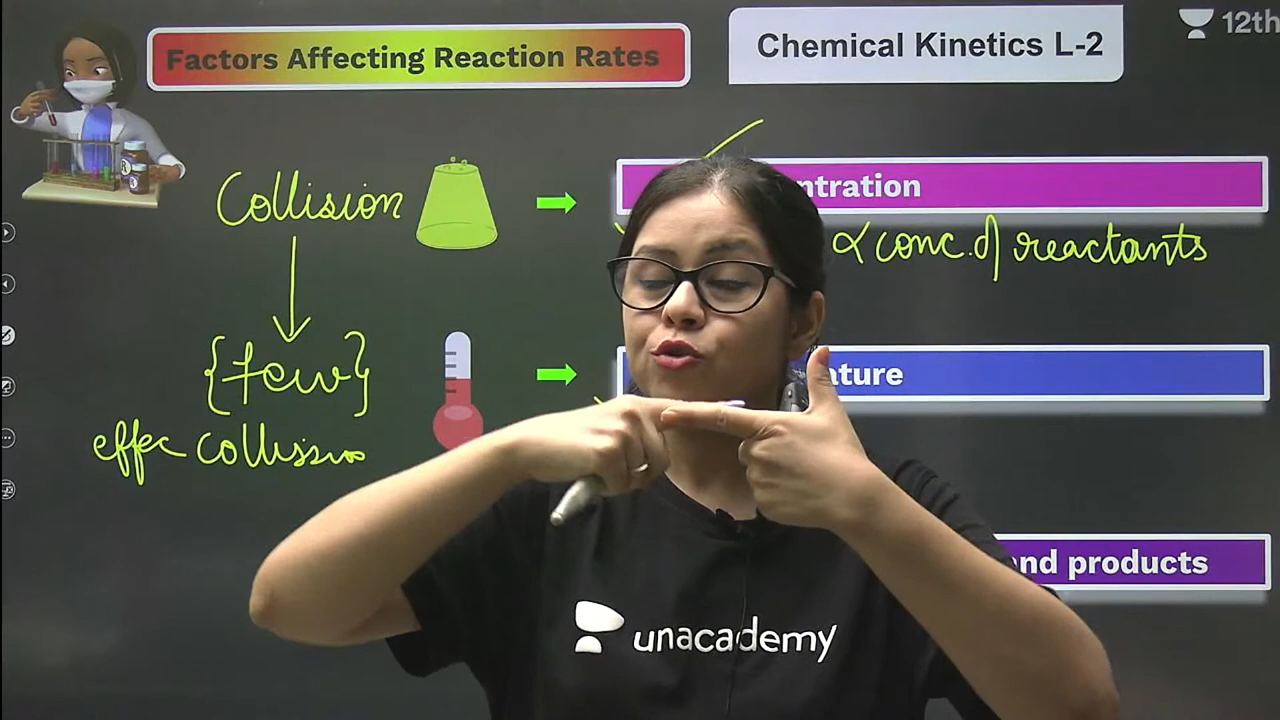 Factors Affecting Reaction Rates
Chemical Kinetics L-2
12th
Collision
ntration
∝ conc. of reactants
{few}
ature
effec collision
and products
unacademy